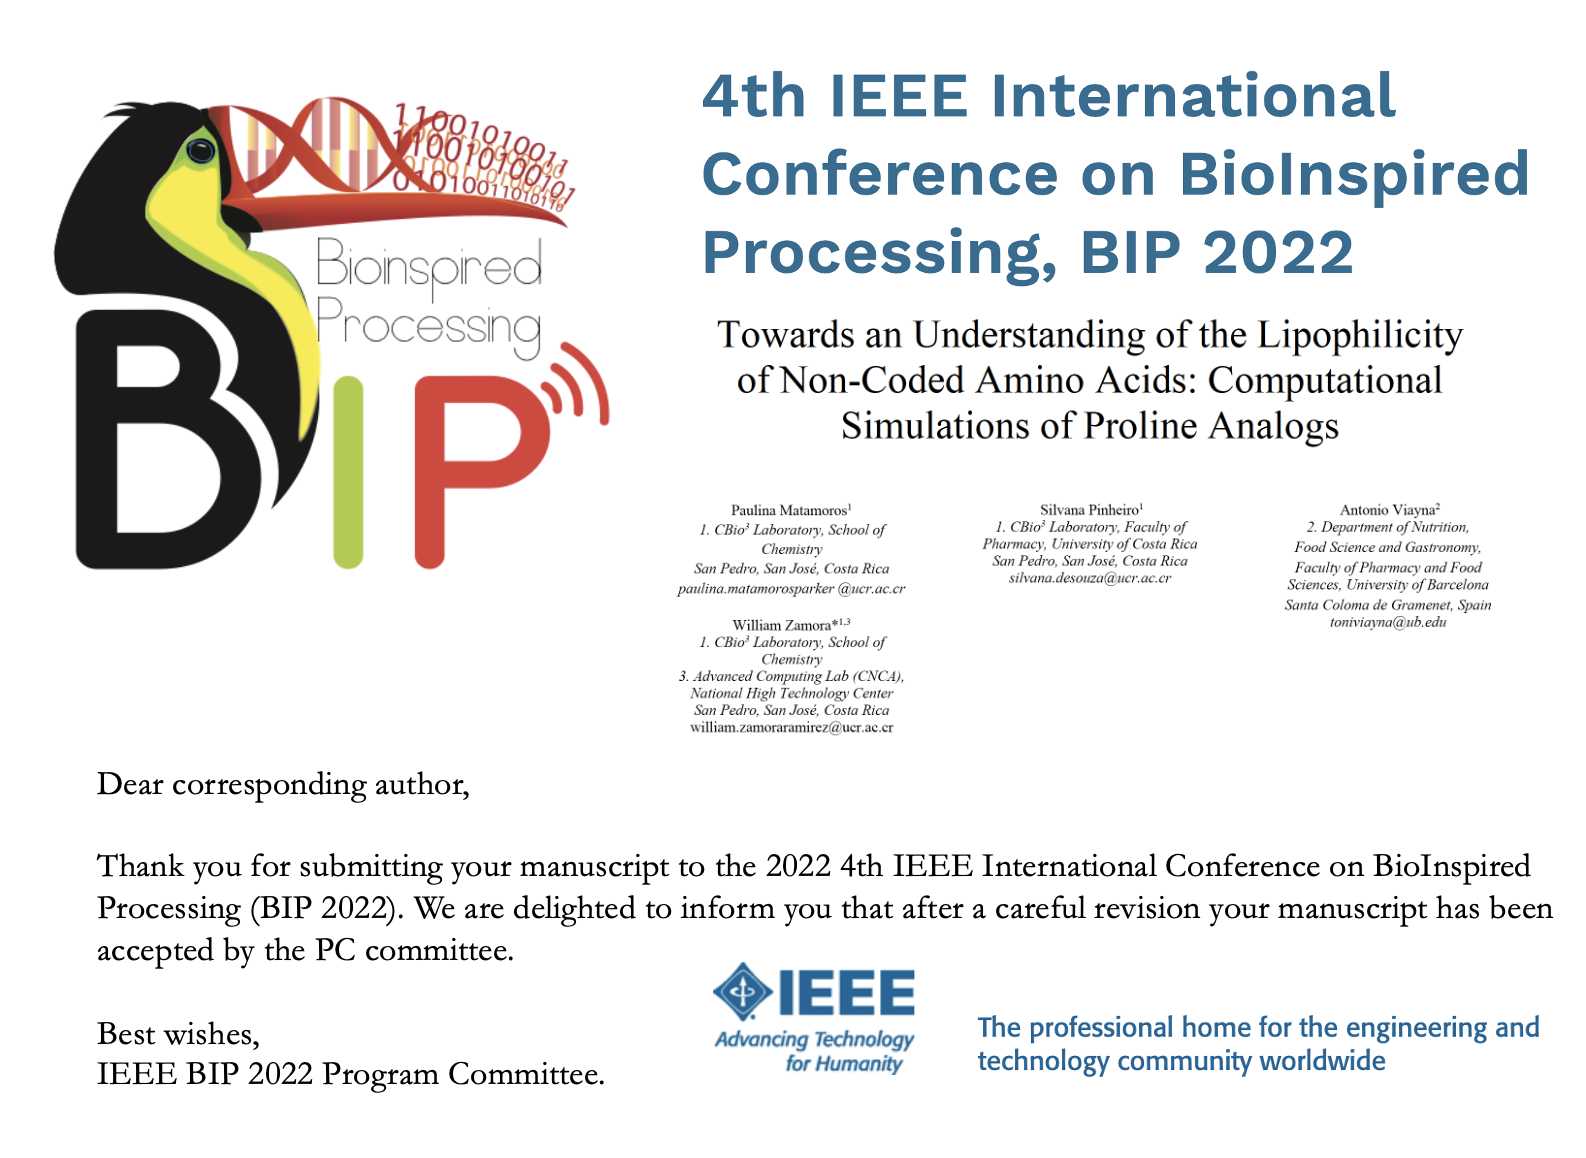 4th IEEE International
Conference on BioInspired
Processing, BIP 2022
Bioinspired
Processing
BIP
Towards an Understanding of the Lipophilicity
of Non-Coded Amino Acids: Computational
Simulations of Proline Analogs
Paulina Matamoros¹
1. CBio³ Laboratory, School of
Chemistry
San Pedro, San José, Costa Rica
paulina.matamorosparker @ucr.ac.cr
Silvana Pinheiro¹
1. CBio³ Laboratory, Faculty of
Pharmacy, University of Costa Rica
San Pedro, San José, Costa Rica
silvana.desouza@ucr.ac.cr
Antonio Viayna²
2. Department of Nutrition,
Food Science and Gastronomy,
Faculty of Pharmacy and Food
Sciences, University of Barcelona
Santa Coloma de Gramenet, Spain
toniviayna@ub.edu
William Zamora*¹,³
1. CBio³ Laboratory, School of
Chemistry
3. Advanced Computing Lab (CNCA),
National High Technology Center
San Pedro, San José, Costa Rica
william.zamoraramirez@ucr.ac.cr
Dear corresponding author,
Thank you for submitting your manuscript to the 2022 4th IEEE International Conference on BioInspired
Processing (BIP 2022). We are delighted to inform you that after a careful revision your manuscript has been
accepted by the PC committee.
Best wishes,
IEEE BIP 2022 Program Committee.
IEEE
Advancing Technology
for Humanity
The professional home for the engineering and
technology community worldwide